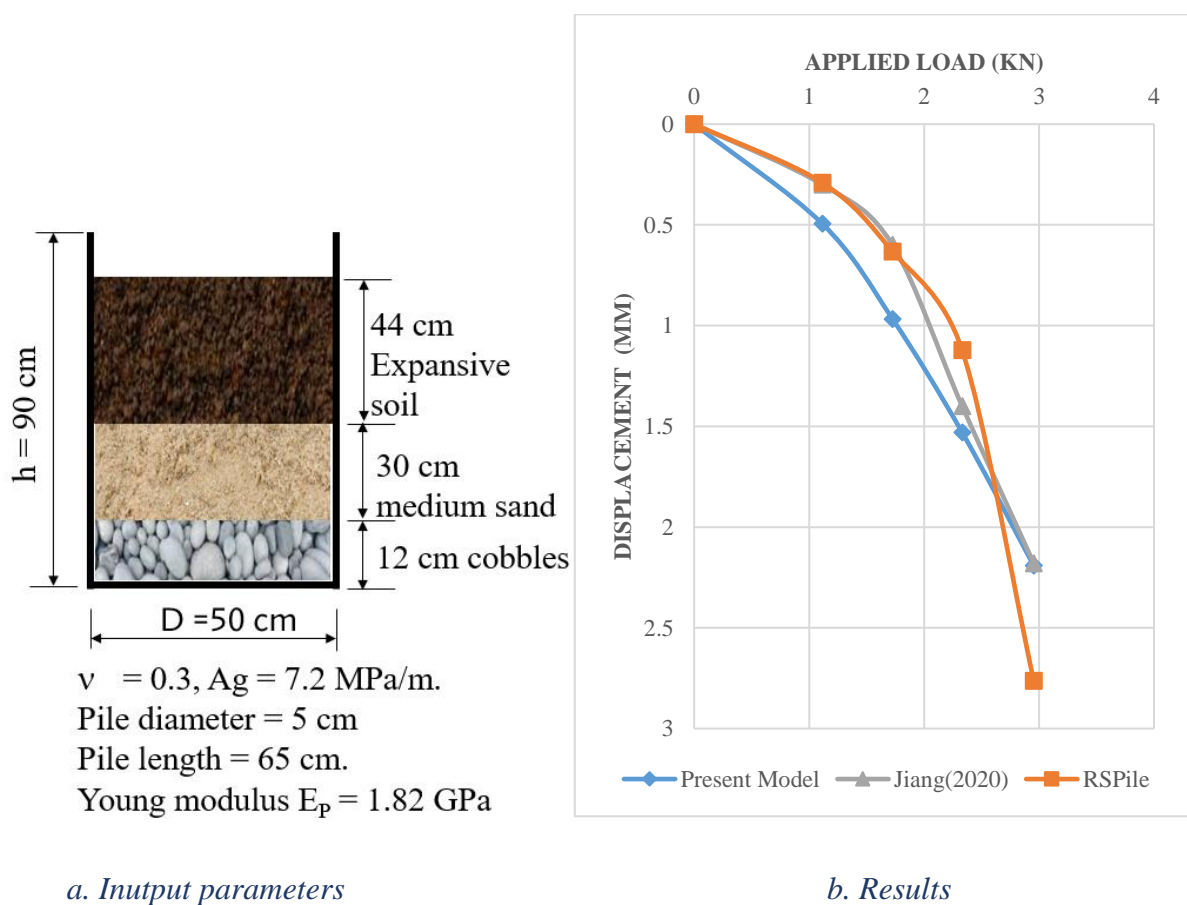 h = 90 cm
44 cm
Expansive
soil
30 cm
medium sand
12 cm cobbles
D =50 cm
ν = 0.3, Ag = 7.2 MPa/m.
Pile diameter = 5 cm
Pile length = 65 cm.
Young modulus EP = 1.82 GPa
a. Inutput parameters
APPLIED LOAD (KN)
0 1 2 3 4
0
0.5
1
1.5
2
2.5
3
DISPLACEMENT (MM)
Present Model Jiang(2020) RSPile
b. Results